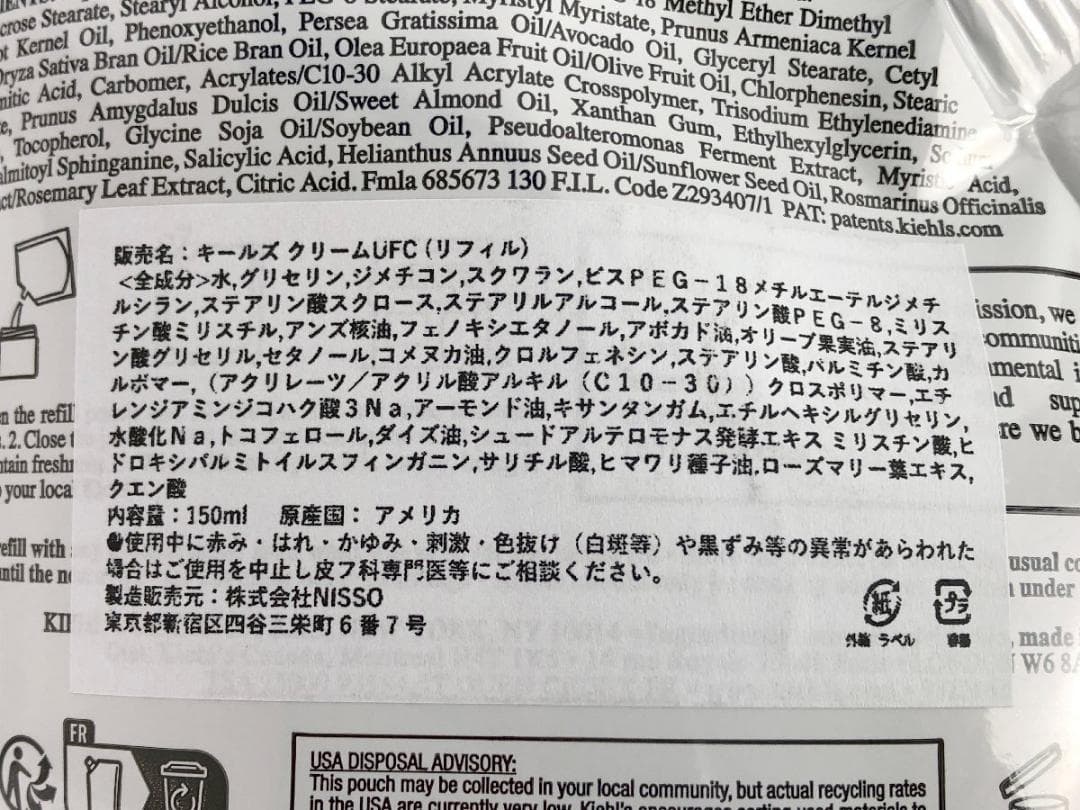 crose Stearate, Stearyl Alcohol,
Methyl Ether Dimethyl
Kernel Oil, Phenoxyethanol, Persea Gratissima Oil/Avocado Oil, Glyceryl Stearate, Cetyl
Myristyl Myristate, Prunus Armeniaca Kernel
Oryza Sativa Bran Oil/Rice Bran Oil, Olea Europaea Fruit Oil/Olive Fruit Oil, Chlorphenesin, Stearic
mitic Acid, Carbomer, Acrylates/C10-30 Alkyl Acrylate Crosspolymer, Trisodium Ethylenediamine
Prunus Amygdalus Dulcis Oil/Sweet Almond Oil, Xanthan Gum, Ethylhexylglycerin,
Tocopherol, Glycine Soja Oil/Soybean Oil, Pseudoalteromonas Ferment Extract, Myristic Acid,
almitoyl Sphinganine, Salicylic Acid, Helianthus Annuus Seed Oil/Sunflower Seed Oil, Rosmarinus Officinalis
ct/Rosemary Leaf Extract, Citric Acid. Fmla 685673 130 F.I.L. Code Z293407/1 PAT: patents.kiehls.com
販売名：キールズ クリームUFC（リフィル）
＜全成分＞水,グリセリン,ジメチコン,スクワラン,ビスPEG－18メチルエーテルジメチ
ルシラン,ステアリン酸スクロース,ステアリルアルコール,ステアリン酸PEG－8,ミリス
チン酸ミリスチル,アンズ核油,フェノキシエタノール,アボカド油,オリーブ果実油,ステアリ
ン酸グリセリル,セタノール,コメヌカ油,クロルフェネシン,ステアリン酸,パルミチン酸,カ
ルボマー,（アクリレーツ／アクリル酸アルキル（C10－30））クロスポリマー,エチ
レンジアミンジコハク酸3Na,アーモンド油,キサンタンガム,エチルヘキシルグリセリン,
水酸化Na,トコフェロール,ダイズ油,シュードアルテロモナス発酵エキス ミリスチン酸,ヒ
ドロキシパルミトイルスフィンガニン,サリチル酸,ヒマワリ種子油,ローズマリー葉エキス,
クエン酸
内容量：150ml　原産国：アメリカ
●使用中に赤み・はれ・かゆみ・刺激・色抜け（白斑等）や黒ずみ等の異常があらわれた
場合はご使用を中止し皮フ科専門医等にご相談ください。
製造販売元：株式会社NISSO
東京都新宿区四谷三栄町6番7号
紙
プラ
外装 ラベル
容器
ission, we
communiti
mental i
nd sup
re we b
en the refil
. 2. Close t
ntain freshn
your loca
efill with
until the ne
KII
usual co
under
, made
W6 8
FR
USA DISPOSAL ADVISORY:
This pouch may be collected in your local community, but actual recycling rates
in the USA are currently very low. Kiehl's encourages